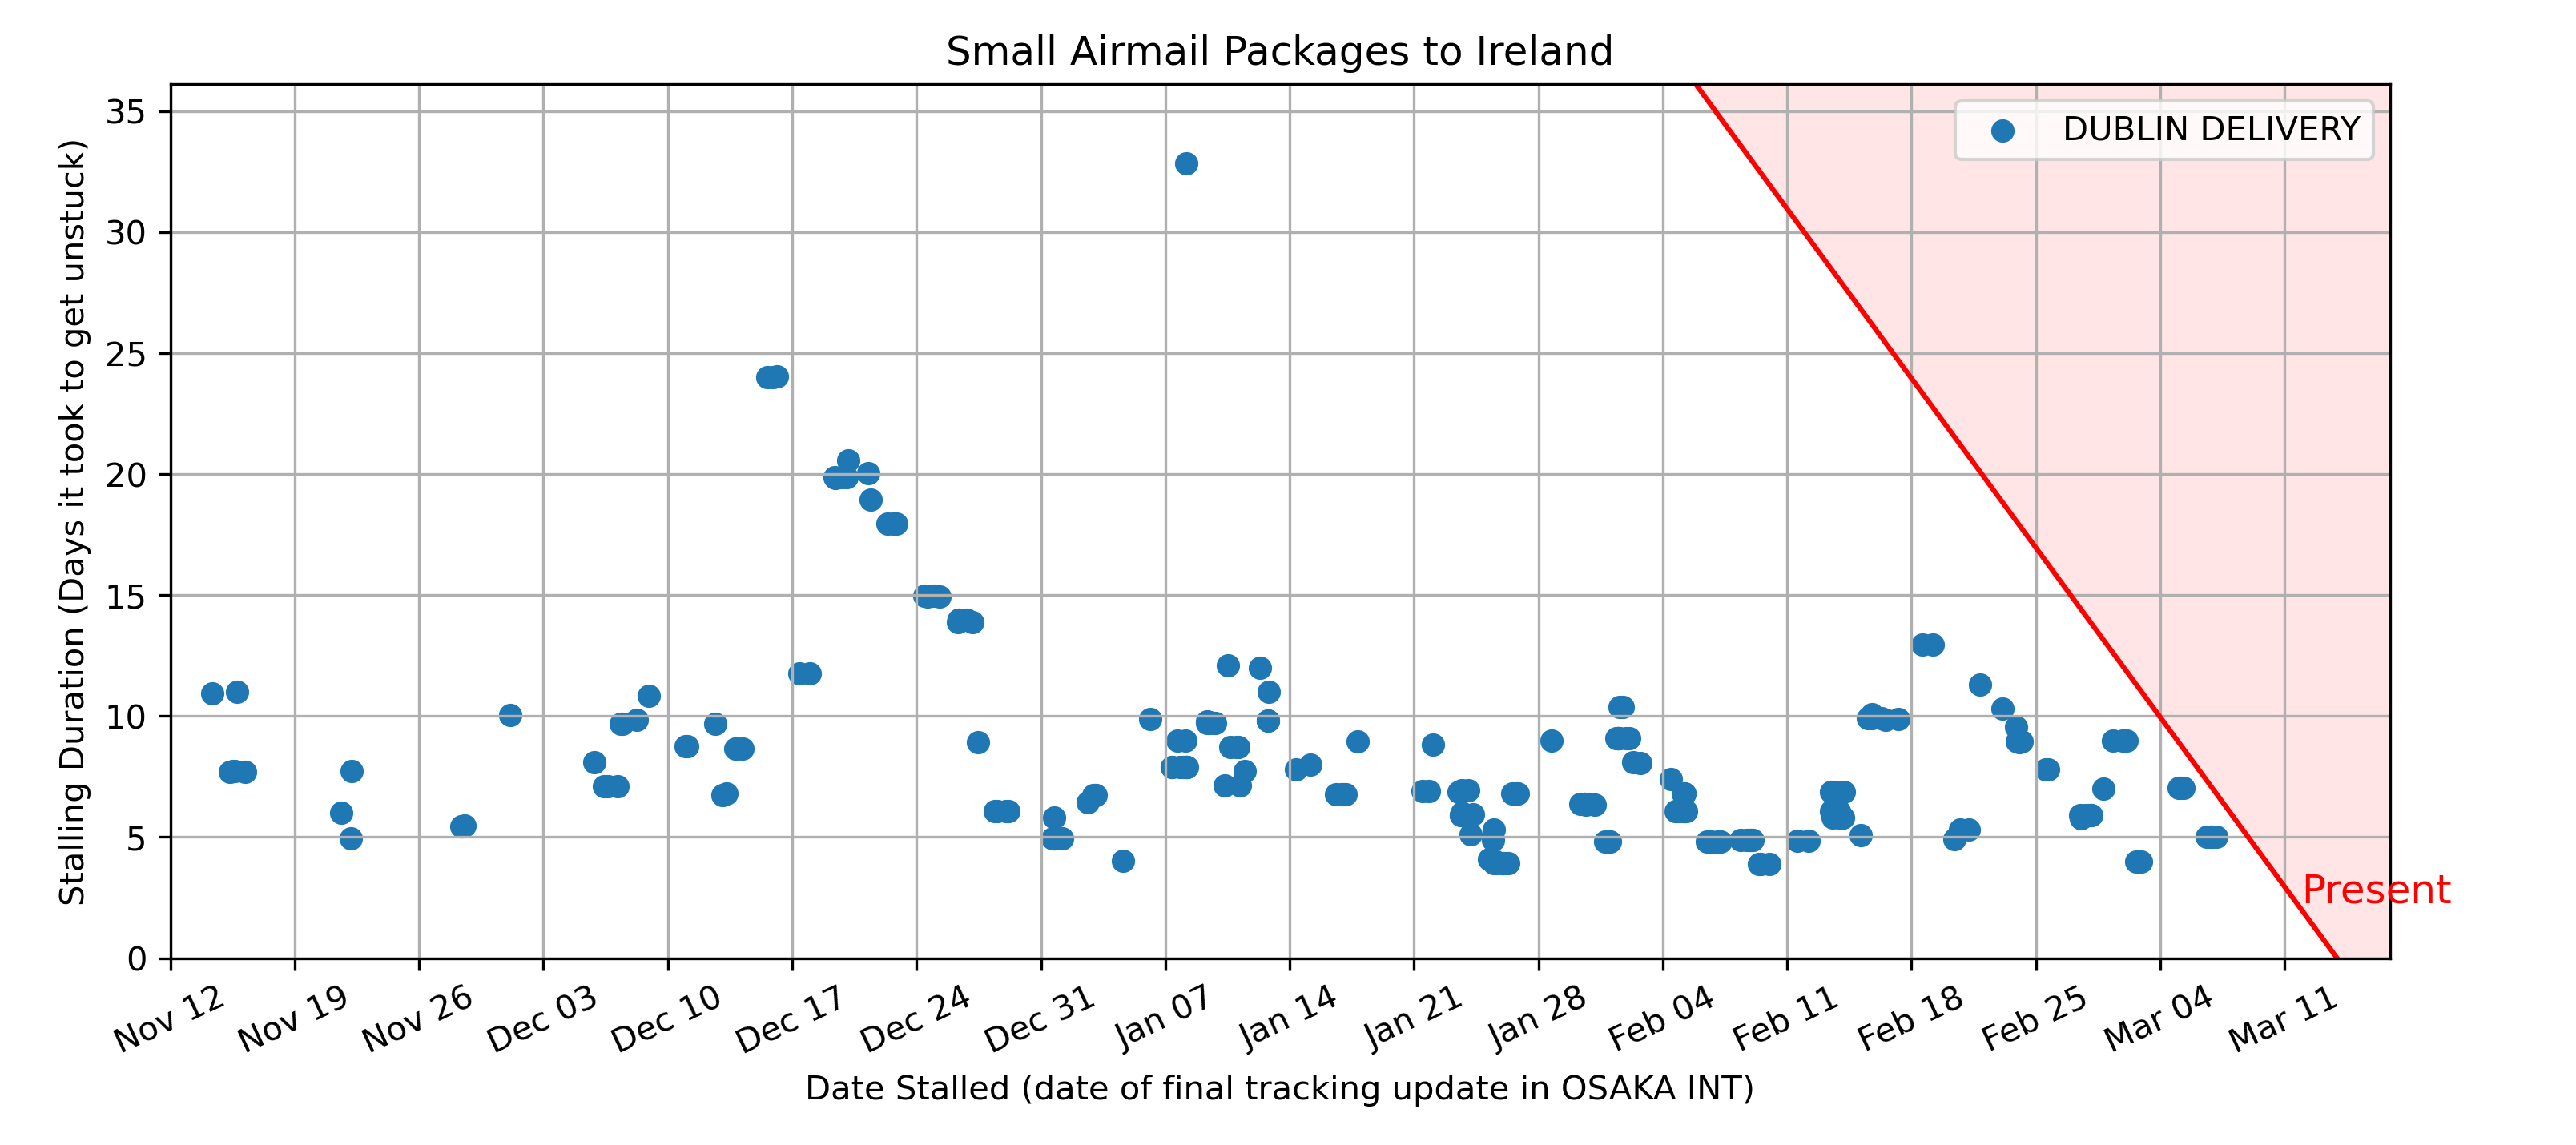 Small Airmail Packages to Ireland
DUBLIN DELIVERY
Stalling Duration (Days it took to get unstuck)
35
30
25
20
15
10
5
0
Present
Nov 12
Nov 19
Nov 26
Dec 03
Dec 10
Dec 17
Dec 24
Dec 31
Jan 07
Jan 14
Jan 21
Jan 28
Feb 04
Feb 11
Feb 18
Feb 25
Mar 04
Mar 11
Date Stalled (date of final tracking update in OSAKA INT)